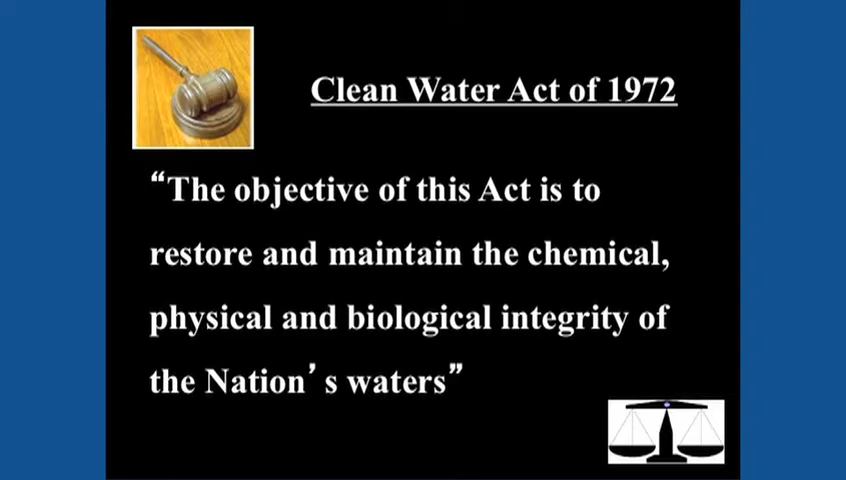 Clean Water Act of 1972
“The objective of this Act is to
restore and maintain the chemical,
physical and biological integrity of
the Nation’s waters”